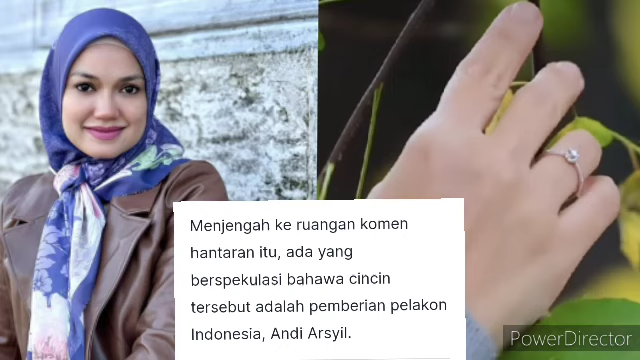 Menjengah ke ruangan komen
hantaran itu, ada yang
berspekulasi bahawa cincin
tersebut adalah pemberian pelakon
Indonesia, Andi Arsyil.
PowerDirector